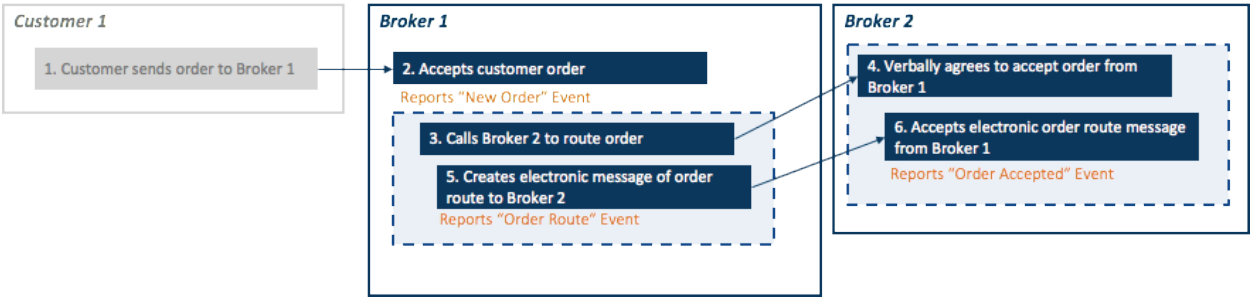 Customer 1
1. Customer sends order to Broker 1
Broker 1
2. Accepts customer order
Reports "New Order" Event
3. Calls Broker 2 to route order
5. Creates electronic message of order
route to Broker 2
Reports "Order Route" Event
Broker 2
4. Verbally agrees to accept order from
Broker 1
6. Accepts electronic order route message
from Broker 1
Reports "Order Accepted" Event